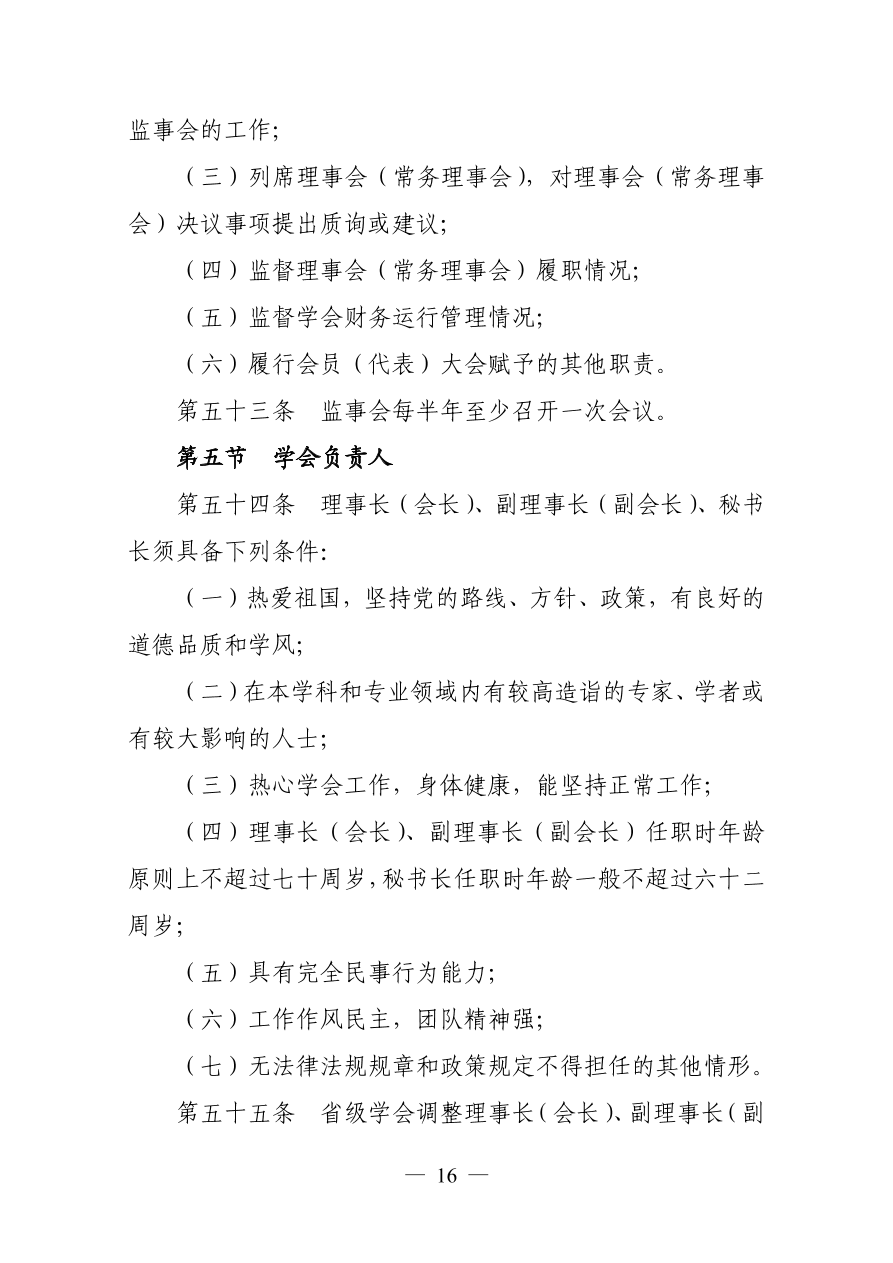 监事会的工作；
（三）列席理事会（常务理事会），对理事会（常务理事
会）决议事项提出质询或建议；
（四）监督理事会（常务理事会）履职情况；
（五）监督学会财务运行管理情况；
（六）履行会员（代表）大会赋予的其他职责。
第五十三条　监事会每半年至少召开一次会议。
第五节　学会负责人
第五十四条　理事长（会长）、副理事长（副会长）、秘书
长须具备下列条件：
（一）热爱祖国，坚持党的路线、方针、政策，有良好的
道德品质和学风；
（二）在本学科和专业领域内有较高造诣的专家、学者或
有较大影响的人士；
（三）热心学会工作，身体健康，能坚持正常工作；
（四）理事长（会长）、副理事长（副会长）任职时年龄
原则上不超过七十周岁，秘书长任职时年龄一般不超过六十二
周岁；
（五）具有完全民事行为能力；
（六）工作作风民主，团队精神强；
（七）无法律法规规章和政策规定不得担任的其他情形。
第五十五条　省级学会调整理事长（会长）、副理事长（副
— 16 —